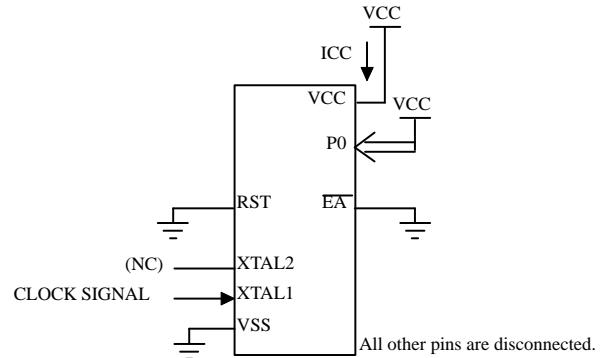 VCC
ICC
VCC
VCC
P0
RST
EA
(NC)
XTAL2
CLOCK SIGNAL
XTAL1
VSS
All other pins are disconnected.